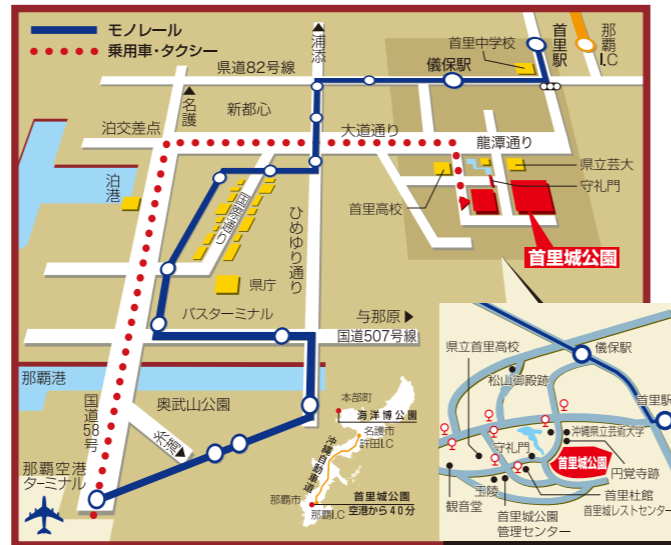 モノレール
乗用車・タクシー
▲浦添
首里中学校
首里駅
那覇I.C
県道82号線
儀保駅
▲名護
新都心
泊交差点
大道通り
龍潭通り
県立芸大
守礼門
泊港
首里高校
国際通り
ひめゆり通り
首里城公園
県庁
バスターミナル
与那原▶
国道507号線
那覇港
奥武山公園
国道58号
糸満▶
那覇空港
ターミナル
本部町
海洋博公園
名護市
許田I.C
沖縄自動車道
那覇市
那覇I.C
首里城公園
空港から40分
県立首里高校
儀保駅
松山御殿跡
首里駅
沖縄県立芸術大学
守礼門
首里城公園
円覚寺跡
観音堂
玉陵
首里杜館
首里城レストセンター
首里城公園
管理センター